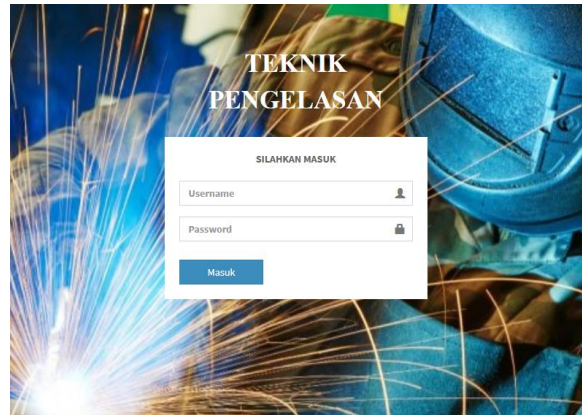 TEKNIK
PENGELASAN
SILAHKAN MASUK
Username
Password
Masuk